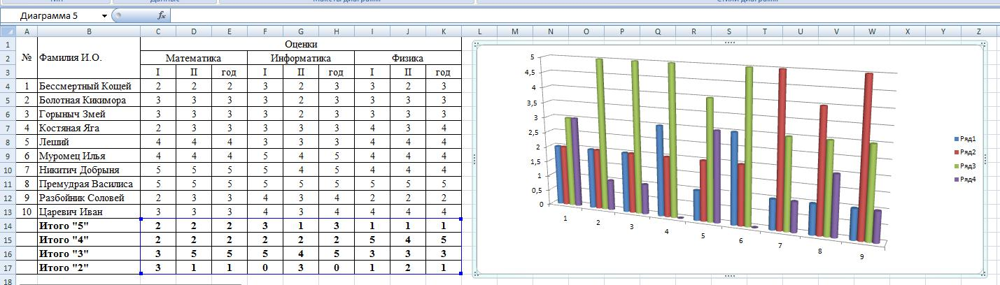 Диаграмма 5 fx
A B C D E F G H I J K L M N O P Q R S T U V W X Y Z
1 Оценки
2 № Фамилия И.О. Математика Информатика Физика
3 I II год I II год I II год
4 1 Бессмертный Кощей 2 2 2 3 2 3 3 2 3
5 2 Болотная Кикимора 3 3 3 3 2 3 3 3 3
6 3 Горыныч Змей 3 3 3 3 2 3 3 3 3
7 4 Костяная Яга 2 3 3 3 3 3 4 3 4
8 5 Леший 4 4 4 3 3 3 4 4 4
9 6 Муромец Илья 4 4 4 5 4 5 4 4 4
10 7 Никитич Добрыня 5 5 5 5 4 5 4 4 4
11 8 Премудрая Василиса 5 5 5 5 5 5 5 5 5
12 9 Разбойник Соловей 2 3 3 4 3 4 2 2 2
13 10 Царевич Иван 3 3 3 4 3 4 4 4 4
14 Итого "5" 2 2 2 3 1 3 1 1 1
15 Итого "4" 2 2 2 2 2 2 5 4 5
16 Итого "3" 3 5 5 5 4 5 3 3 3
17 Итого "2" 3 1 1 0 3 0 1 2 1
18
5
4,5
4
3,5
3
2,5
2
1,5
1
0,5
0
1 2 3 4 5 6 7 8 9
Ряд1
Ряд2
Ряд3
Ряд4